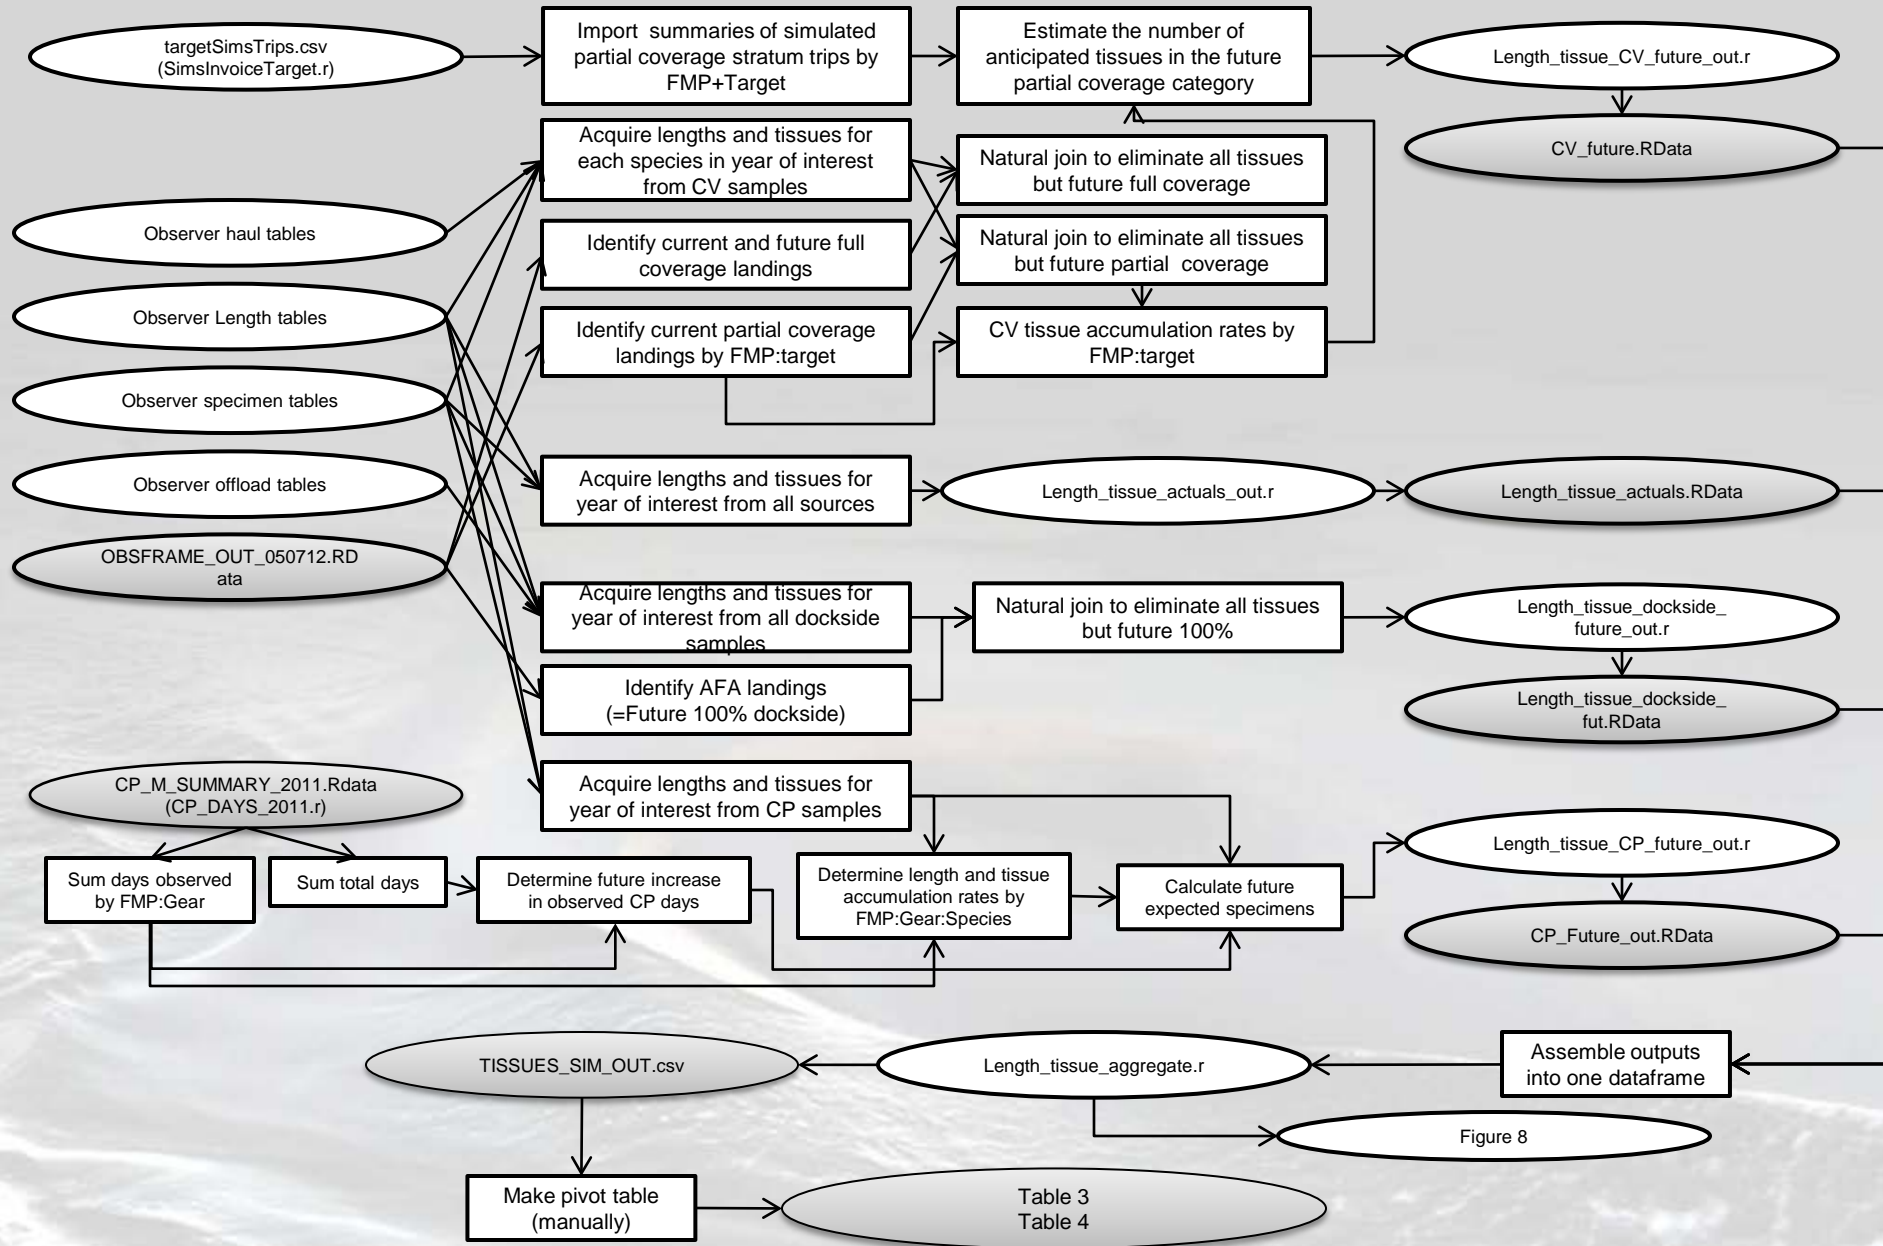 targetSimsTrips.csv
(SimsInvoiceTarget.r)
Import  summaries of simulated
partial coverage stratum trips by
FMP+Target
Estimate the number of
anticipated tissues in the future
partial coverage category
Length_tissue_CV_future_out.r
CV_future.RData
Acquire lengths and tissues for
each species in year of interest
from CV samples
Natural join to eliminate all tissues
but future full coverage
Observer haul tables
Identify current and future full
coverage landings
Natural join to eliminate all tissues
but future partial  coverage
Observer Length tables
Identify current partial coverage
landings by FMP:target
CV tissue accumulation rates by
FMP:target
Observer specimen tables
Observer offload tables
Acquire lengths and tissues for
year of interest from all sources
Length_tissue_actuals_out.r
Length_tissue_actuals.RData
OBSFRAME_OUT_050712.RD
ata
Acquire lengths and tissues for
year of interest from all dockside
samples
Natural join to eliminate all tissues
but future 100%
Length_tissue_dockside_
future_out.r
Identify AFA landings
(=Future 100% dockside)
Length_tissue_dockside_
fut.RData
CP_M_SUMMARY_2011.Rdata
(CP_DAYS_2011.r)
Acquire lengths and tissues for
year of interest from CP samples
Length_tissue_CP_future_out.r
Sum days observed
by FMP:Gear
Sum total days
Determine future increase
in observed CP days
Determine length and tissue
accumulation rates by
FMP:Gear:Species
Calculate future
expected specimens
CP_Future_out.RData
TISSUES_SIM_OUT.csv
Length_tissue_aggregate.r
Assemble outputs
into one dataframe
Figure 8
Make pivot table
(manually)
Table 3
Table 4